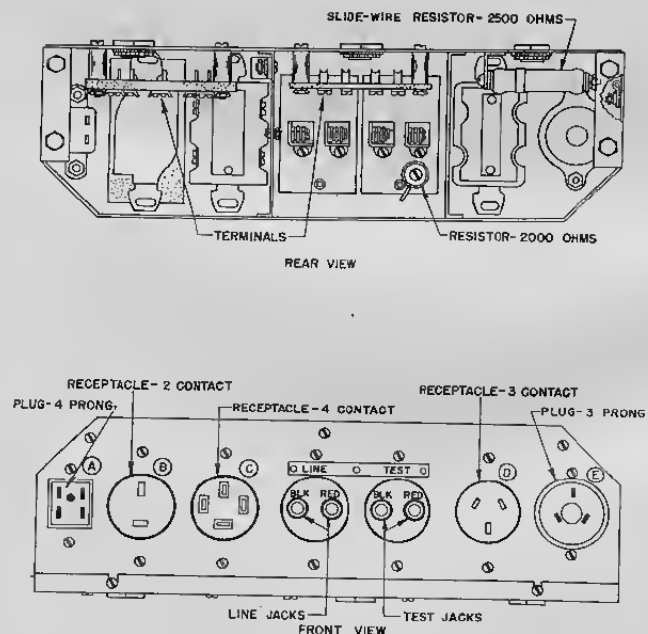 SLIDE-WIRE RESISTOR-2500 OHMS
TERMINALS
RESISTOR-2000 OHMS
REAR VIEW
RECEPTACLE-2 CONTACT
RECEPTACLE-3 CONTACT
PLUG-4 PRONG
RECEPTACLE-4 CONTACT
PLUG-3 PRONG
A
B
C
LINE
TEST
D
E
BLK
RED
BLK
RED
LINE JACKS
TEST JACKS
FRONT VIEW